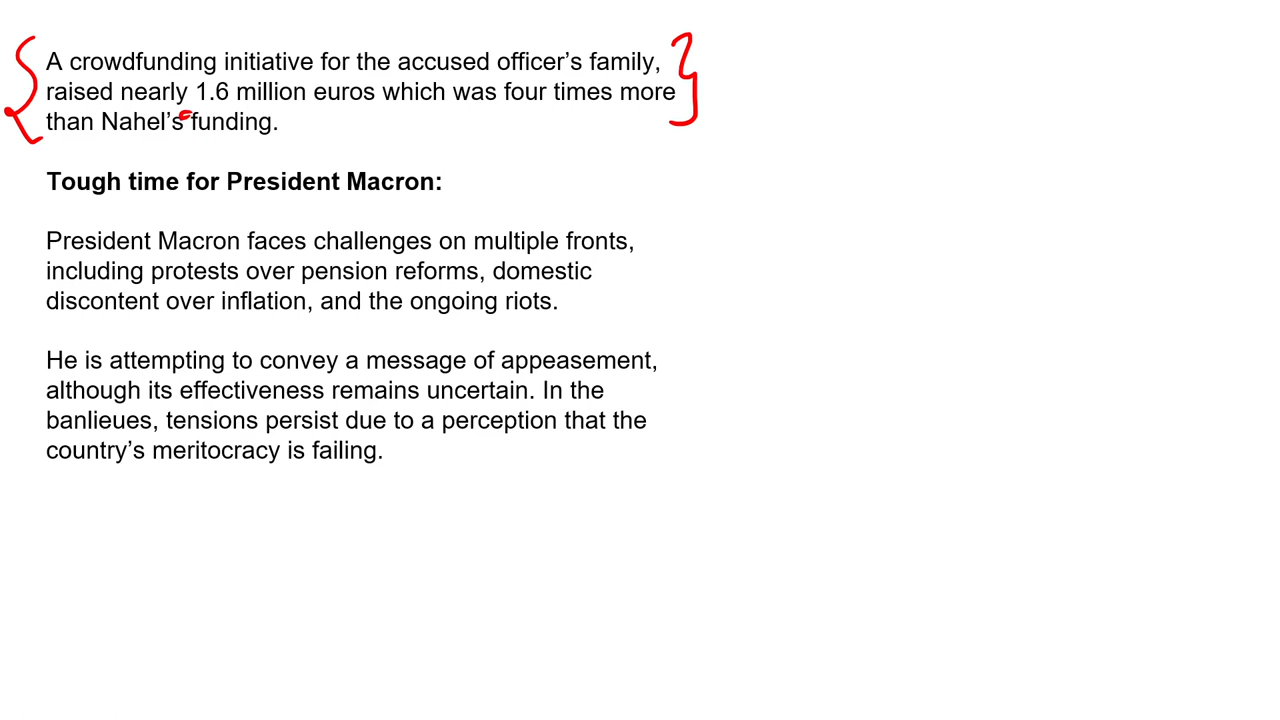 A crowdfunding initiative for the accused officer’s family,
raised nearly 1.6 million euros which was four times more
than Nahel’s funding.
Tough time for President Macron:
President Macron faces challenges on multiple fronts,
including protests over pension reforms, domestic
discontent over inflation, and the ongoing riots.
He is attempting to convey a message of appeasement,
although its effectiveness remains uncertain. In the
banlieues, tensions persist due to a perception that the
country’s meritocracy is failing.